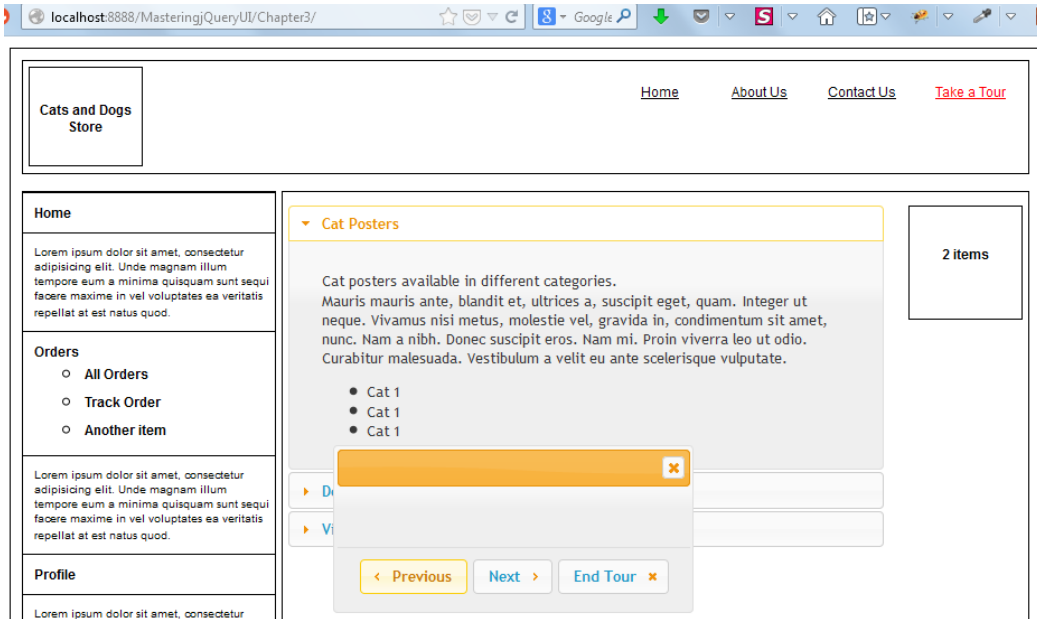 localhost:8888/MasteringjQueryUI/Chapter3/
Google
Cats and Dogs
Store
Home About Us Contact Us Take a Tour
Home
Lorem ipsum dolor sit amet, consectetur
adipisicing elit. Unde magnam illum
tempore eum a minima quisquam sunt sequi
facere maxime in vel voluptates ea veritatis
repellat at est natus quod.
Orders
All Orders
Track Order
Another item
Lorem ipsum dolor sit amet, consectetur
adipisicing elit. Unde magnam illum
tempore eum a minima quisquam sunt sequi
facere maxime in vel voluptates ea veritatis
repellat at est natus quod.
Profile
Lorem ipsum dolor sit amet, consectetur
Cat Posters
Cat posters available in different categories.
Mauris mauris ante, blandit et, ultrices a, suscipit eget, quam. Integer ut
neque. Vivamus nisi metus, molestie vel, gravida in, condimentum sit amet,
nunc. Nam a nibh. Donec suscipit eros. Nam mi. Proin viverra leo ut odio.
Curabitur malesuada. Vestibulum a velit eu ante scelerisque vulputate.
Cat 1
Cat 1
Cat 1
Vi
Previous Next End Tour
2 items